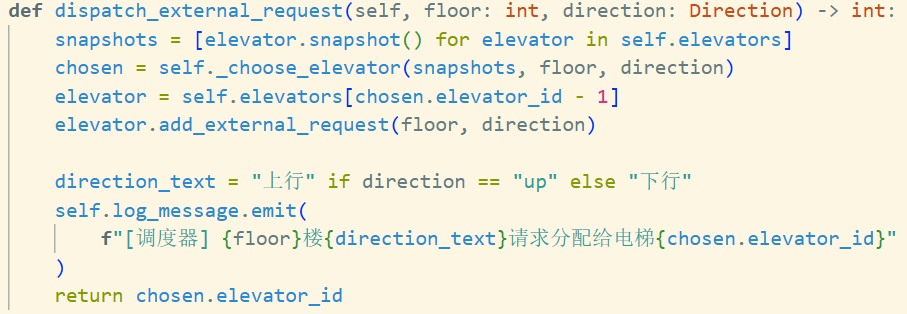 def dispatch_external_request(self, floor: int, direction: Direction) -> int:
    snapshots = [elevator.snapshot() for elevator in self.elevators]
    chosen = self._choose_elevator(snapshots, floor, direction)
    elevator = self.elevators[chosen.elevator_id - 1]
    elevator.add_external_request(floor, direction)

    direction_text = "上行" if direction == "up" else "下行"
    self.log_message.emit(
        f"[调度器] {floor}楼{direction_text}请求分配给电梯{chosen.elevator_id}"
    )
    return chosen.elevator_id